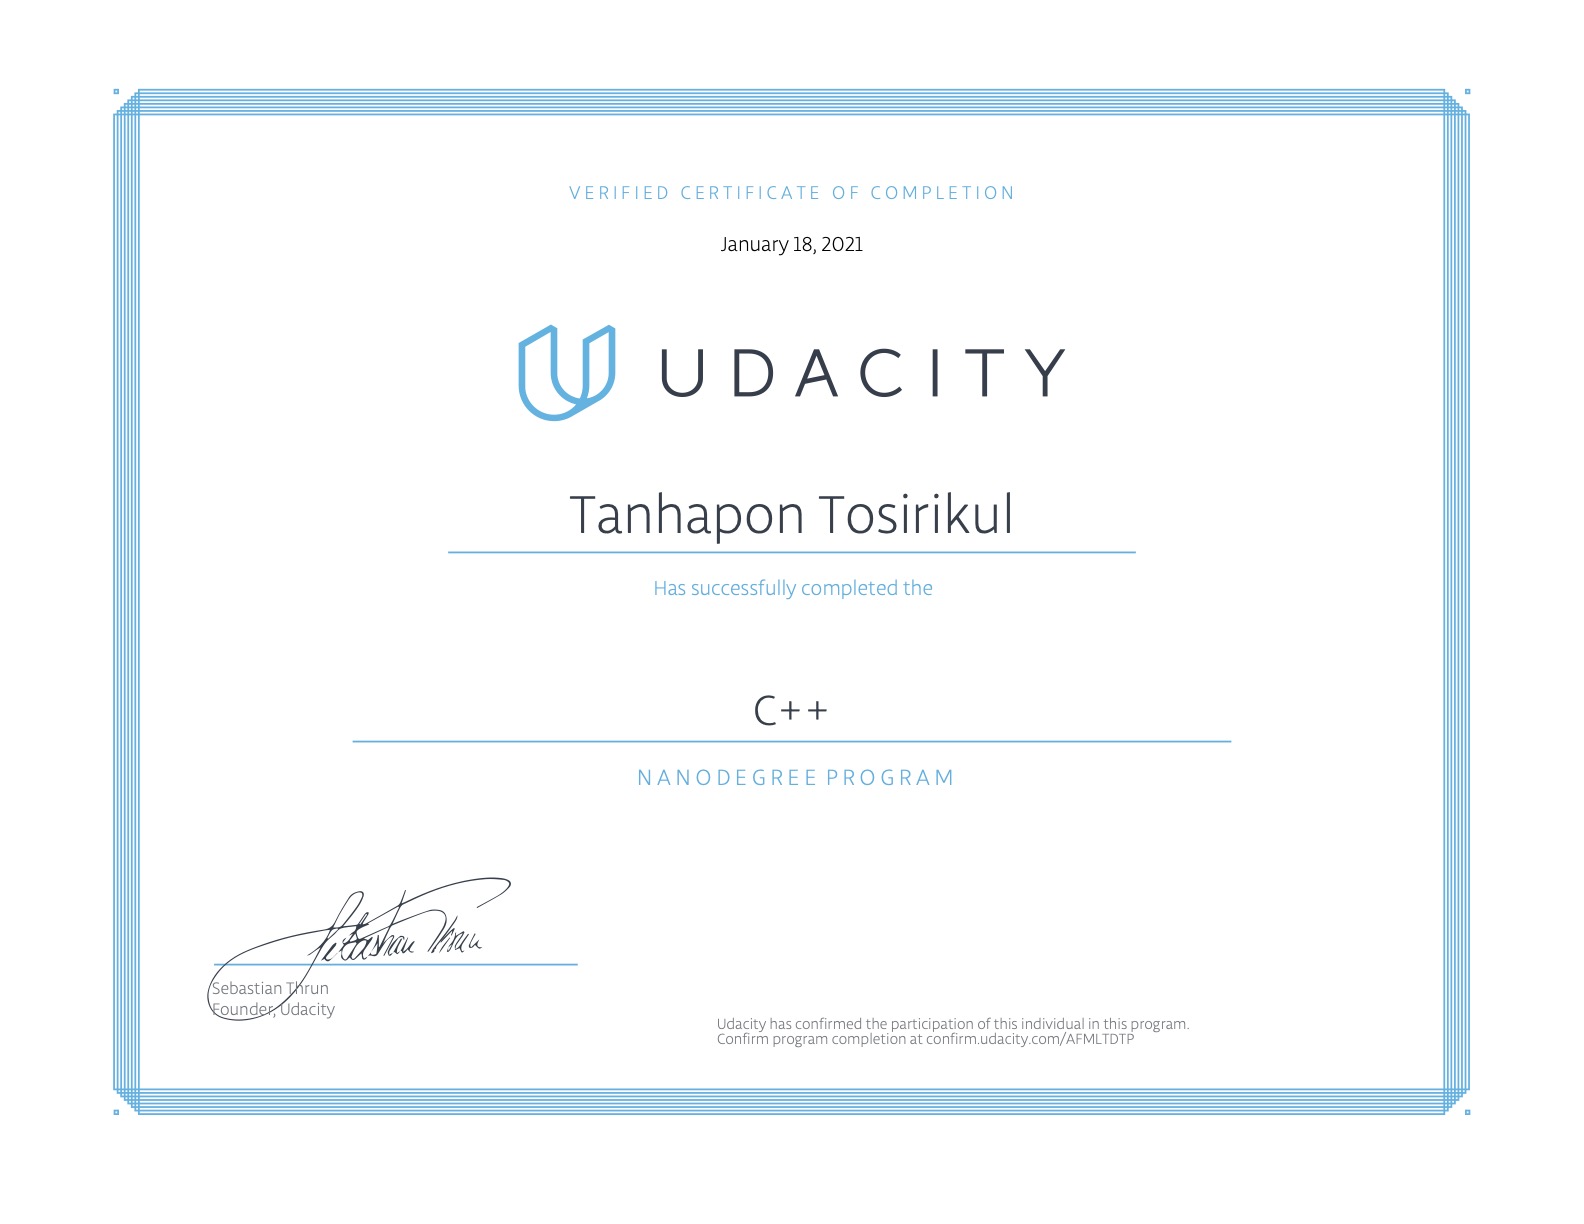 VERIFIED CERTIFICATE OF COMPLETION
January 18, 2021
UDACITY
Tanhapon Tosirikul
Has successfully completed the
C++
NANODEGREE PROGRAM
Sebastian Thrun
Sebastian Thrun
Founder, Udacity
Udacity has confirmed the participation of this individual in this program.
Confirm program completion at confirm.udacity.com/AFMLTDTP